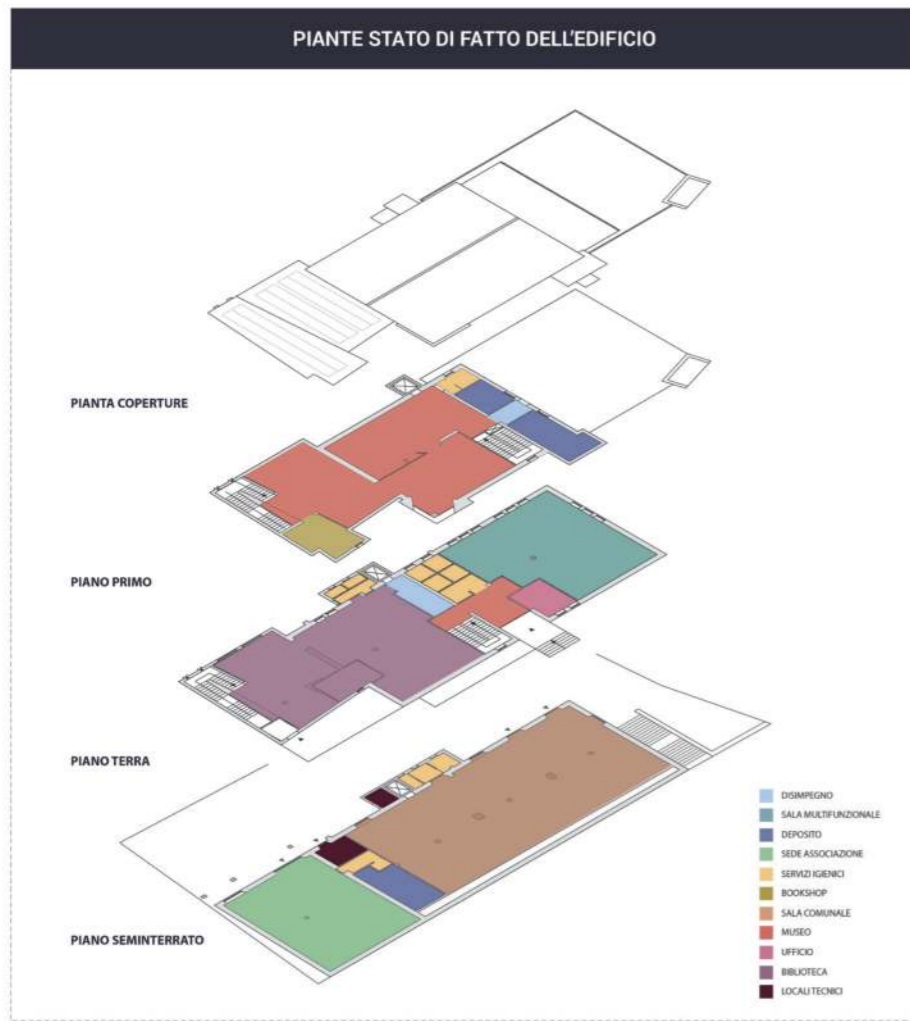 PIANTE STATO DI FATTO DELL'EDIFICIO
PIANTA COPERTURE
PIANO PRIMO
PIANO TERRA
PIANO SEMINTERRATO
DISIMPEGNO
SALA MULTIFUNZIONALE
DEPOSITO
SEDE ASSOCIAZIONE
SERVIZI IGIENICI
BOOKSHOP
SALA COMUNALE
MUSEO
UFFICIO
BIBLIOTECA
LOCALI TECNICI